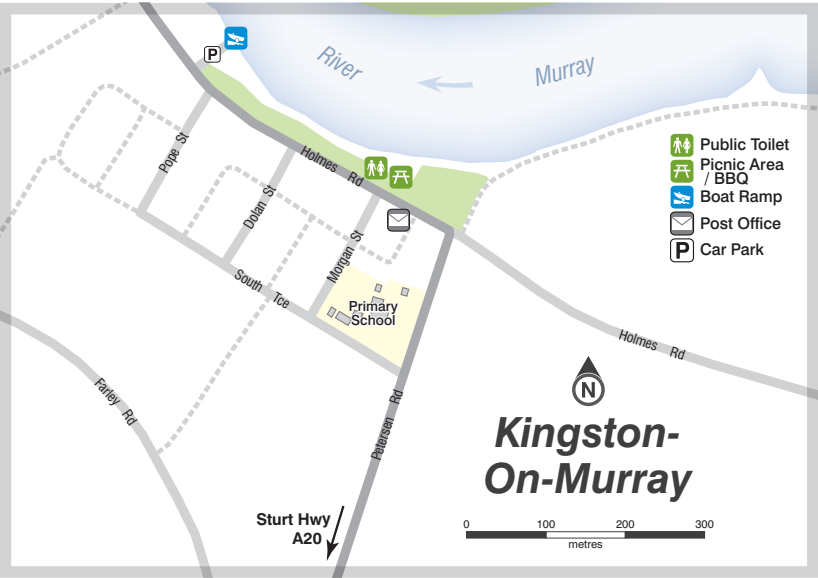 P
River
Murray
Pope St
Holmes Rd
Dolan St
Morgan St
South Tce
Primary
School
Farley Rd
Petersen Rd
Holmes Rd
Public Toilet
Picnic Area
/ BBQ
Boat Ramp
Post Office
P Car Park
N
Kingston-
On-Murray
Sturt Hwy
A20
0 100 200 300
metres